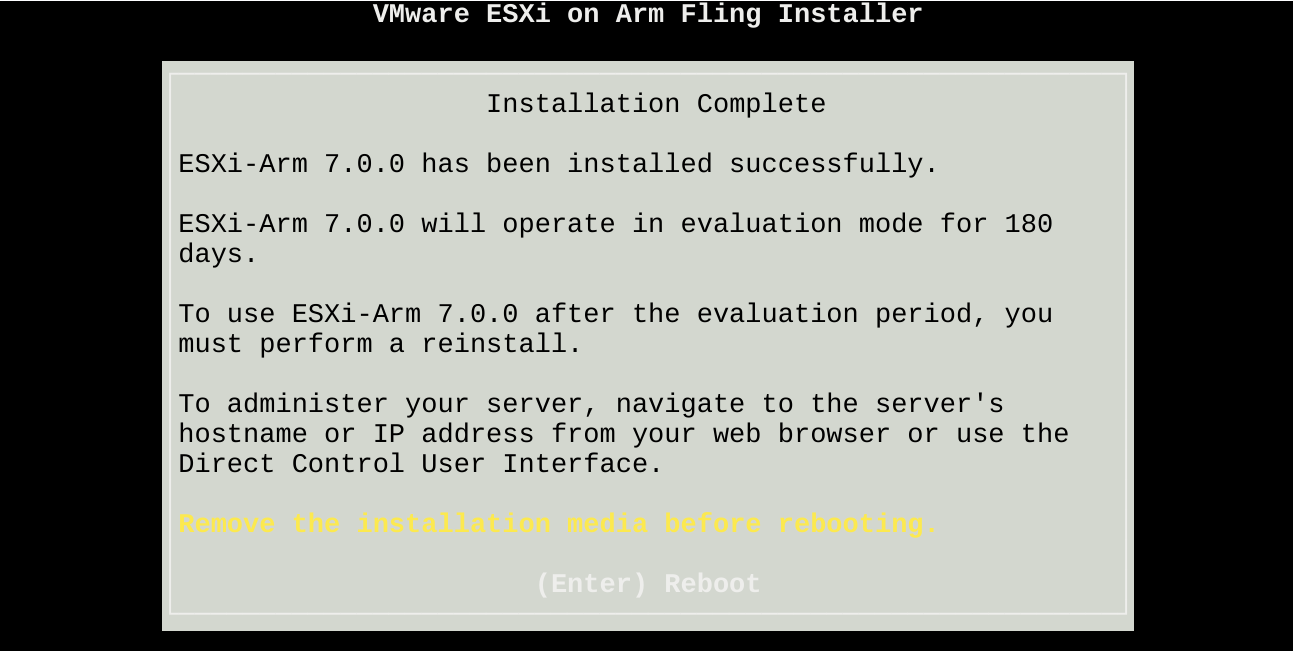 VMware ESXi on Arm Fling Installer
Installation Complete
ESXi-Arm 7.0.0 has been installed successfully.
ESXi-Arm 7.0.0 will operate in evaluation mode for 180
days.
To use ESXi-Arm 7.0.0 after the evaluation period, you
must perform a reinstall.
To administer your server, navigate to the server's
hostname or IP address from your web browser or use the
Direct Control User Interface.
Remove the installation media before rebooting.
(Enter) Reboot